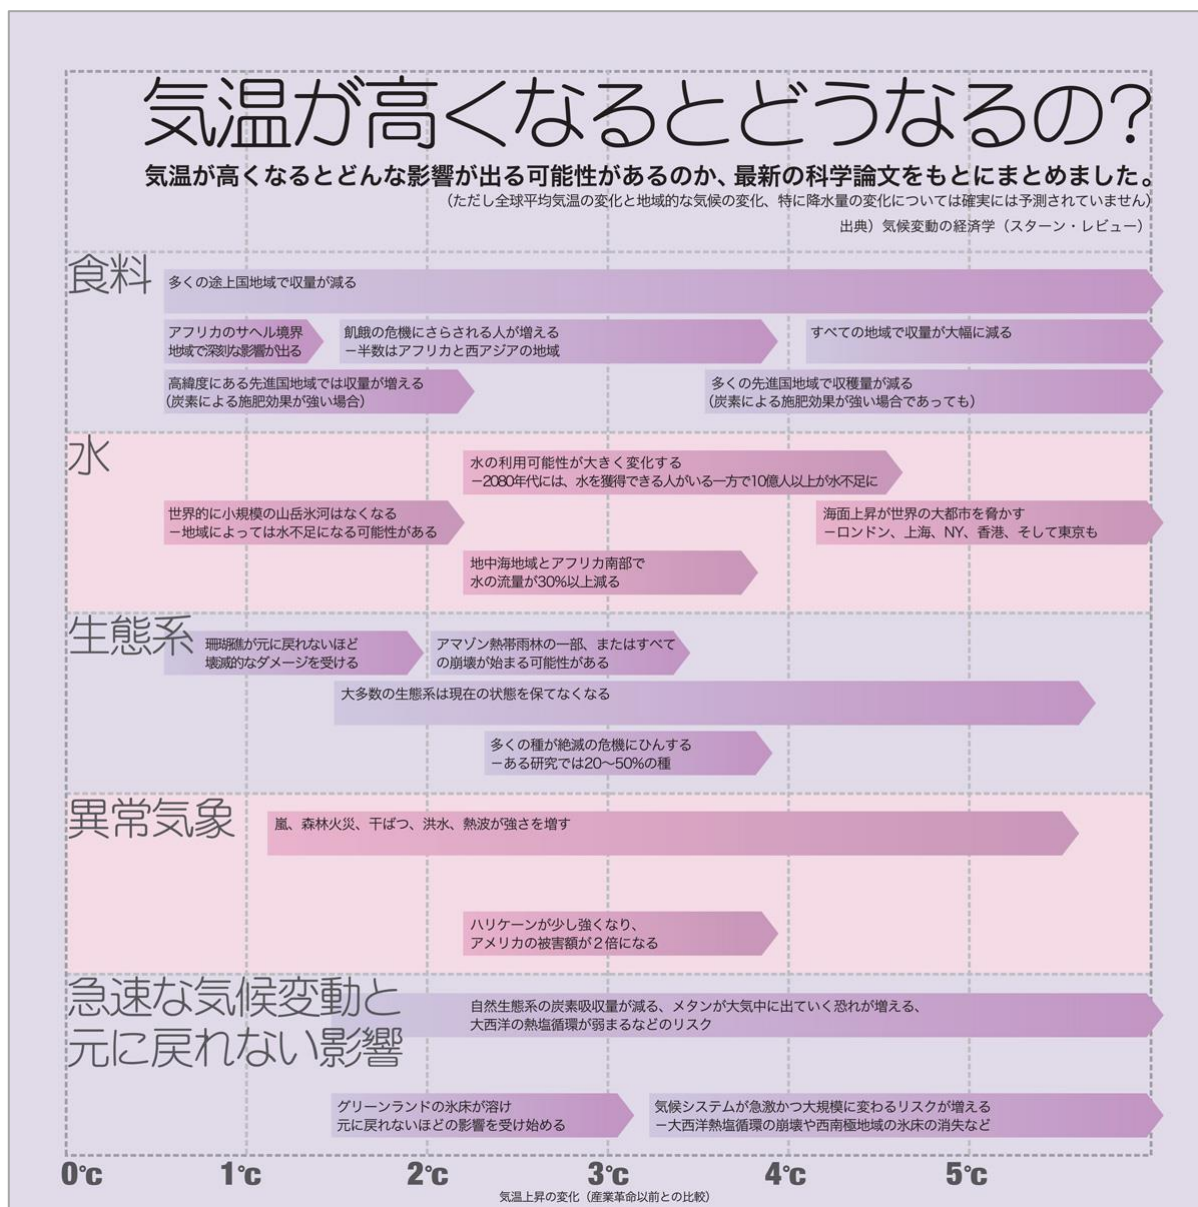 気温が高くなるとどうなるの?
気温が高くなるとどんな影響が出る可能性があるのか、最新の科学論文をもとにまとめました。
(ただし全球平均気温の変化と地域的な気候の変化、特に降水量の変化については確実には予測されていません)
出典)気候変動の経済学(スターン・レビュー)
食料
多くの途上国地域で収量が減る
アフリカのサヘル境界
地域で深刻な影響が出る
飢餓の危機にさらされる人が増える
－半数はアフリカと西アジアの地域
すべての地域で収量が大幅に減る
高緯度にある先進国地域では収量が増える
(炭素による施肥効果が強い場合)
多くの先進国地域で収穫量が減る
(炭素による施肥効果が強い場合であっても)
水
水の利用可能性が大きく変化する
－2080年代には、水を獲得できる人がいる一方で10億人以上が水不足に
世界的に小規模の山岳氷河はなくなる
－地域によっては水不足になる可能性がある
海面上昇が世界の大都市を脅かす
－ロンドン、上海、NY、香港、そして東京も
地中海地域とアフリカ南部で
水の流量が30%以上減る
生態系
珊瑚礁が元に戻れないほど
壊滅的なダメージを受ける
アマゾン熱帯雨林の一部、またはすべて
の崩壊が始まる可能性がある
大多数の生態系は現在の状態を保てなくなる
多くの種が絶滅の危機にひんする
－ある研究では20〜50%の種
異常気象
嵐、森林火災、干ばつ、洪水、熱波が強さを増す
ハリケーンが少し強くなり、
アメリカの被害額が2倍になる
急速な気候変動と
元に戻れない影響
自然生態系の炭素吸収量が減る、メタンが大気中に出ていく恐れが増える、
大西洋の熱塩循環が弱まるなどのリスク
グリーンランドの氷床が溶け
元に戻れないほどの影響を受け始める
気候システムが急激かつ大規模に変わるリスクが増える
－大西洋熱塩循環の崩壊や西南極地域の氷床の消失など
0℃ 1℃ 2℃ 3℃ 4℃ 5℃
気温上昇の変化(産業革命以前との比較)